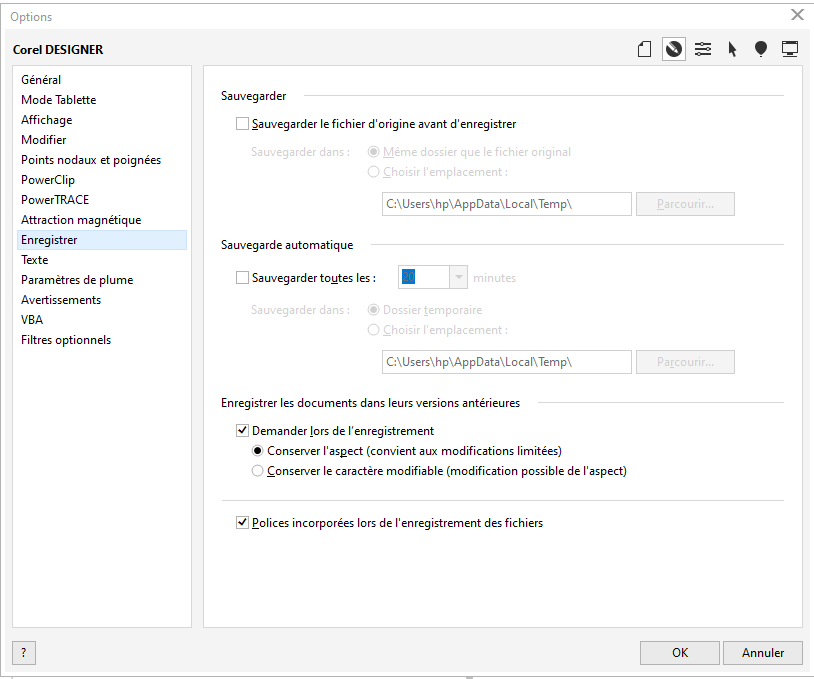 Options
Corel DESIGNER
Général
Mode Tablette
Affichage
Modifier
Points nodaux et poignées
PowerClip
PowerTRACE
Attraction magnétique
Enregistrer
Texte
Paramètres de plume
Avertissements
VBA
Filtres optionnels
Sauvegarder
Sauvegarder le fichier d'origine avant d'enregistrer
Sauvegarder dans :
Même dossier que le fichier original
Choisir l'emplacement :
C:\Users\hp\AppData\Local\Temp\ Parcourir...
Sauvegarde automatique
Sauvegarder toutes les : 20 minutes
Sauvegarder dans :
Dossier temporaire
Choisir l'emplacement :
C:\Users\hp\AppData\Local\Temp\ Parcourir...
Enregistrer les documents dans leurs versions antérieures
Demander lors de l'enregistrement
Conserver l'aspect (convient aux modifications limitées)
Conserver le caractère modifiable (modification possible de l'aspect)
Polices incorporées lors de l'enregistrement des fichiers
? OK Annuler